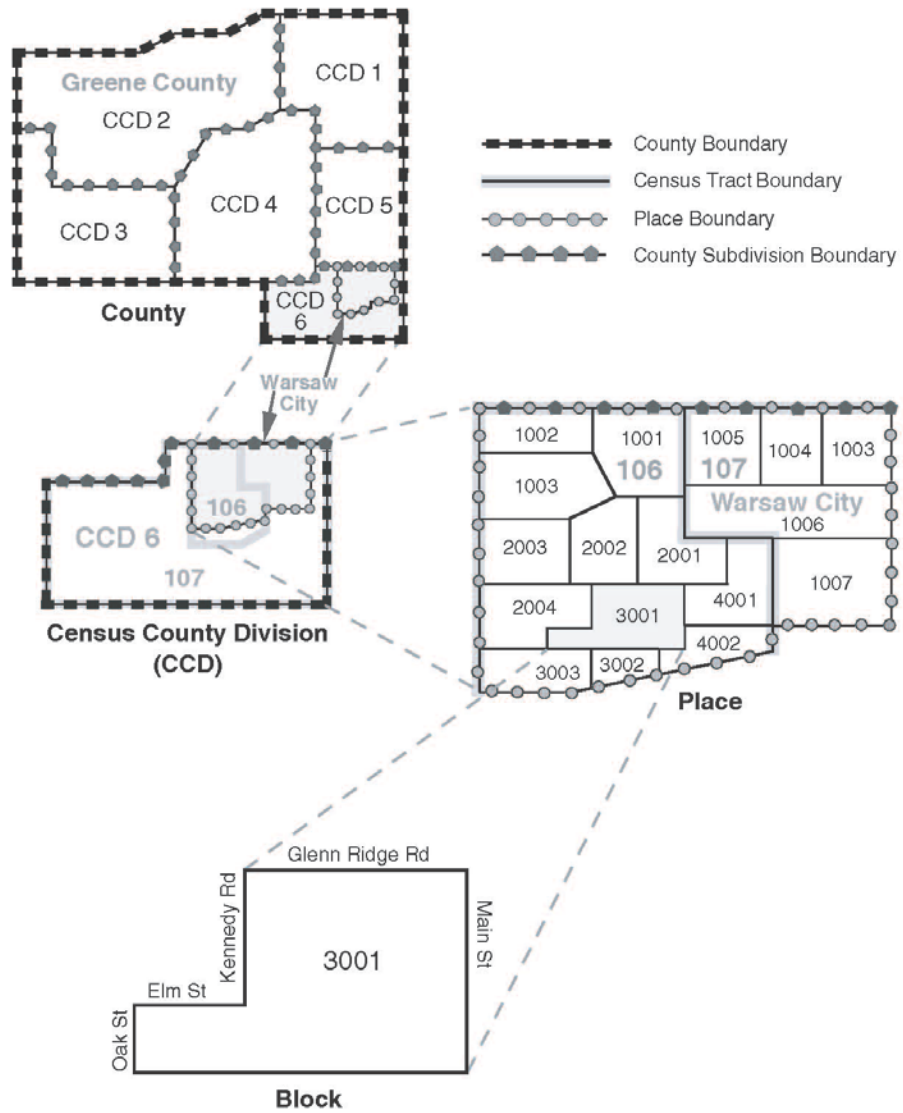 CCD 1
Greene County
CCD 2
CCD 4
CCD 5
CCD 3
County
CCD
6
County Boundary
Census Tract Boundary
Place Boundary
County Subdivision Boundary
Warsaw
City
106
CCD 6
107
Census County Division
(CCD)
1002
1001
1005
1004
1003
106
107
1003
Warsaw City
1006
2003
2002
2001
1007
2004
3001
4001
4002
3003
3002
Place
Glenn Ridge Rd
Kennedy Rd
Main St
3001
Elm St
Oak St
Block